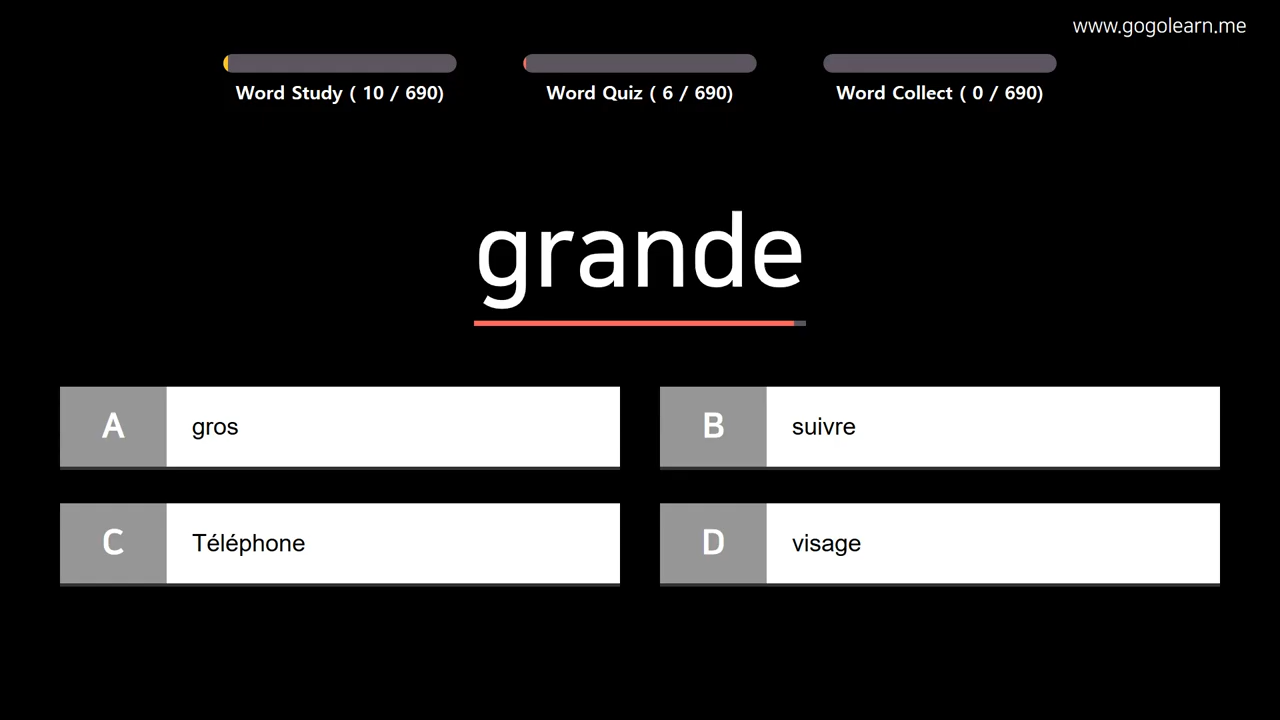 www.gogolearn.me
Word Study ( 10 / 690)
Word Quiz ( 6 / 690)
Word Collect ( 0 / 690)
grande
A gros
B suivre
C Téléphone
D visage